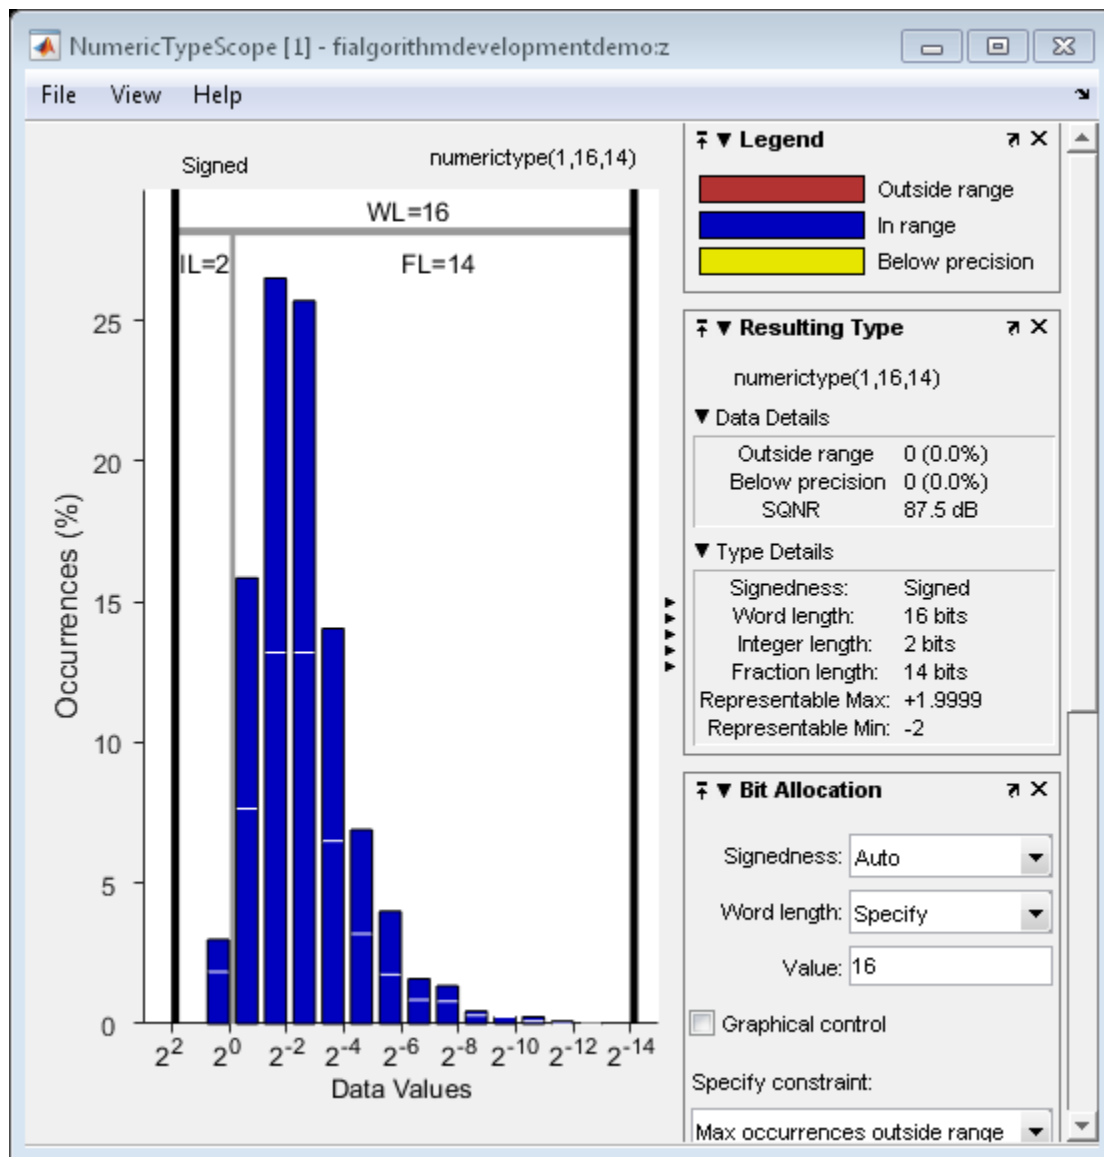 NumericTypeScope [1] - fialgorithmdevelopmentdemo:z
File View Help
Signed numerictype(1,16,14)
WL=16
IL=2 FL=14
25
20
15
10
5
0
Occurrences (%)
2^2 2^0 2^-2 2^-4 2^-6 2^-8 2^-10 2^-12 2^-14
Data Values
Legend
Outside range
In range
Below precision
Resulting Type
numerictype(1,16,14)
Data Details
Outside range 0 (0.0%)
Below precision 0 (0.0%)
SQNR 87.5 dB
Type Details
Signedness: Signed
Word length: 16 bits
Integer length: 2 bits
Fraction length: 14 bits
Representable Max: +1.9999
Representable Min: -2
Bit Allocation
Signedness: Auto
Word length: Specify
Value: 16
Graphical control
Specify constraint:
Max occurrences outside range